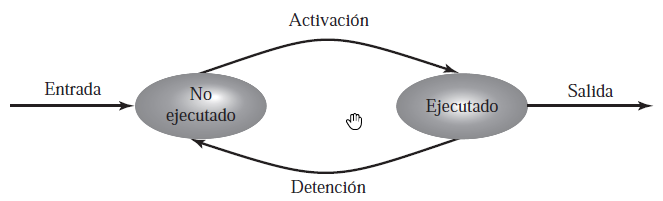 Activación
Entrada
No
ejecutado
Ejecutado
Salida
Detención